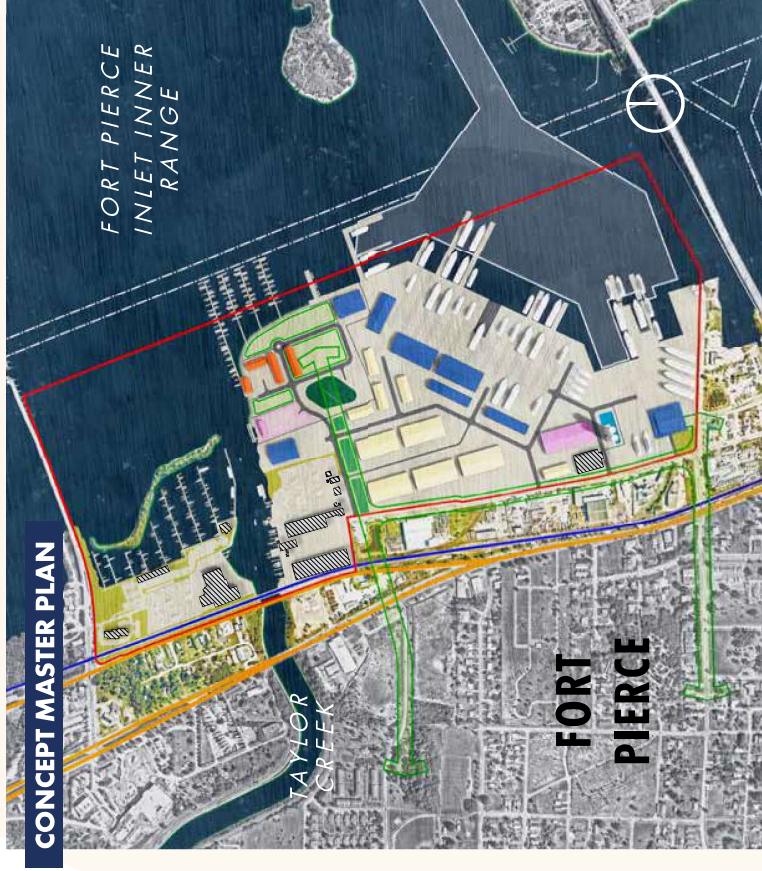 CONCEPT MASTER PLAN
FORT PIERCE
INLET INNER
RANGE
TAYLOR
CREEK
FORT
PIERCE